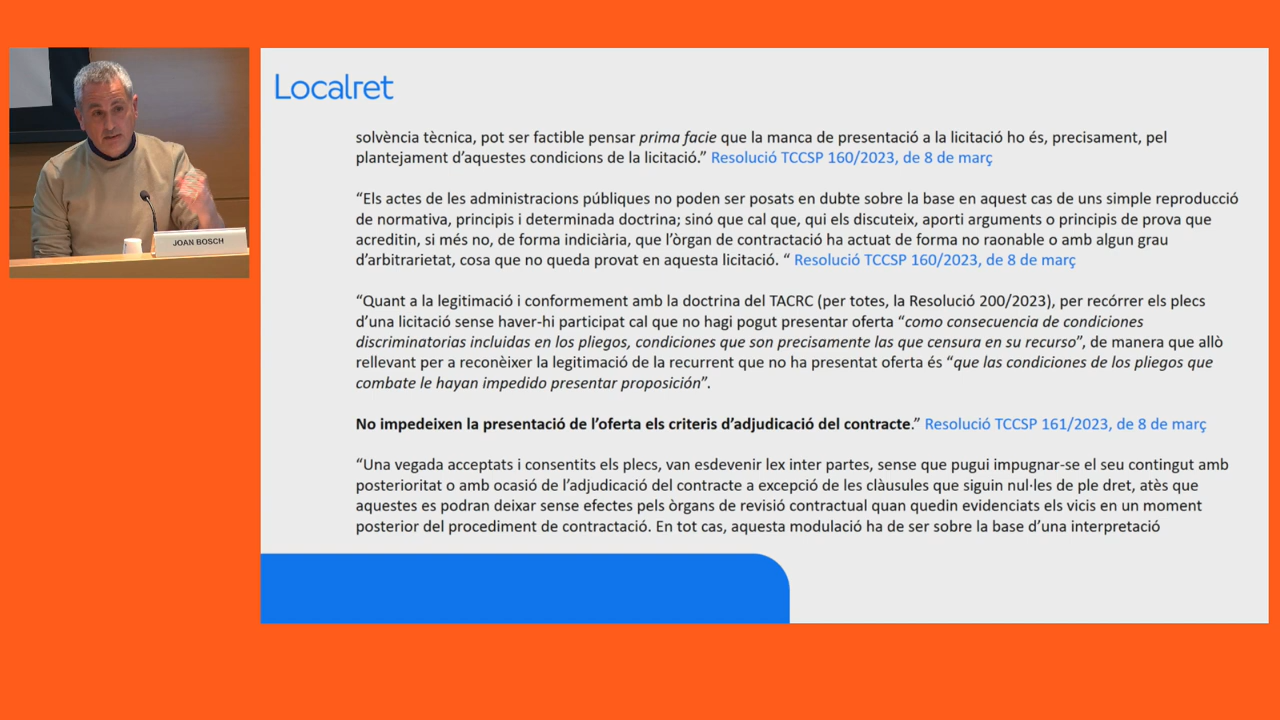 Localret
JOAN BOSCH
solvència tècnica, pot ser factible pensar prima facie que la manca de presentació a la licitació ho és, precisament, pel
plantejament d’aquestes condicions de la licitació.” Resolució TCCSP 160/2023, de 8 de març
“Els actes de les administracions públiques no poden ser posats en dubte sobre la base en aquest cas de uns simple reproducció
de normativa, principis i determinada doctrina; sinó que cal que, qui els discuteix, aporti arguments o principis de prova que
acreditin, si més no, de forma indiciària, que l’òrgan de contractació ha actuat de forma no raonable o amb algun grau
d’arbitrarietat, cosa que no queda provat en aquesta licitació. “ Resolució TCCSP 160/2023, de 8 de març
“Quant a la legitimació i conformement amb la doctrina del TACRC (per totes, la Resolució 200/2023), per recórrer els plecs
d’una licitació sense haver-hi participat cal que no hagi pogut presentar oferta “como consecuencia de condiciones
discriminatorias incluidas en los pliegos, condiciones que son precisamente las que censura en su recurso”, de manera que allò
rellevant per a reconèixer la legitimació de la recurrent que no ha presentat oferta és “que las condiciones de los pliegos que
combate le hayan impedido presentar proposición”.
No impedeixen la presentació de l’oferta els criteris d’adjudicació del contracte.” Resolució TCCSP 161/2023, de 8 de març
“Una vegada acceptats i consentits els plecs, van esdevenir lex inter partes, sense que pugui impugnar-se el seu contingut amb
posterioritat o amb ocasió de l’adjudicació del contracte a excepció de les clàusules que siguin nul·les de ple dret, atès que
aquestes es podran deixar sense efectes pels òrgans de revisió contractual quan quedin evidenciats els vicis en un moment
posterior del procediment de contractació. En tot cas, aquesta modulació ha de ser sobre la base d’una interpretació